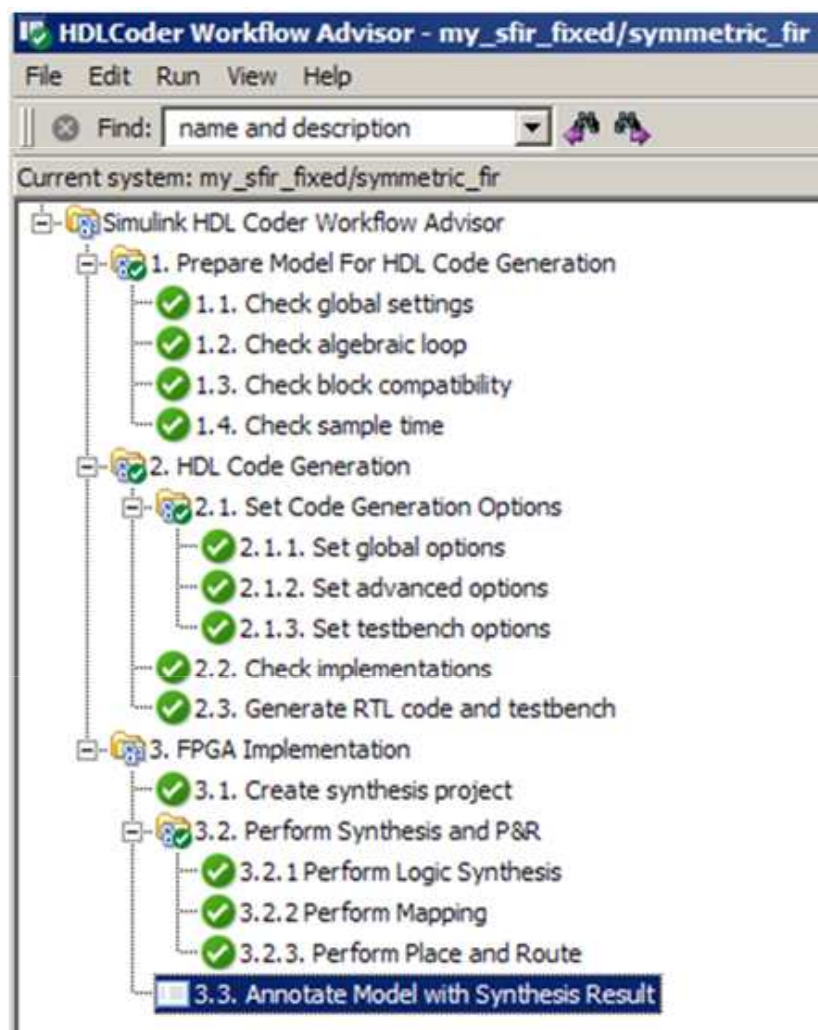 HDLCoder Workflow Advisor - my_sfir_fixed/symmetric_fir
File Edit Run View Help
Find: name and description
Current system: my_sfir_fixed/symmetric_fir
Simulink HDL Coder Workflow Advisor
1. Prepare Model For HDL Code Generation
1.1. Check global settings
1.2. Check algebraic loop
1.3. Check block compatibility
1.4. Check sample time
2. HDL Code Generation
2.1. Set Code Generation Options
2.1.1. Set global options
2.1.2. Set advanced options
2.1.3. Set testbench options
2.2. Check implementations
2.3. Generate RTL code and testbench
3. FPGA Implementation
3.1. Create synthesis project
3.2. Perform Synthesis and P&R
3.2.1 Perform Logic Synthesis
3.2.2 Perform Mapping
3.2.3. Perform Place and Route
3.3. Annotate Model with Synthesis Result